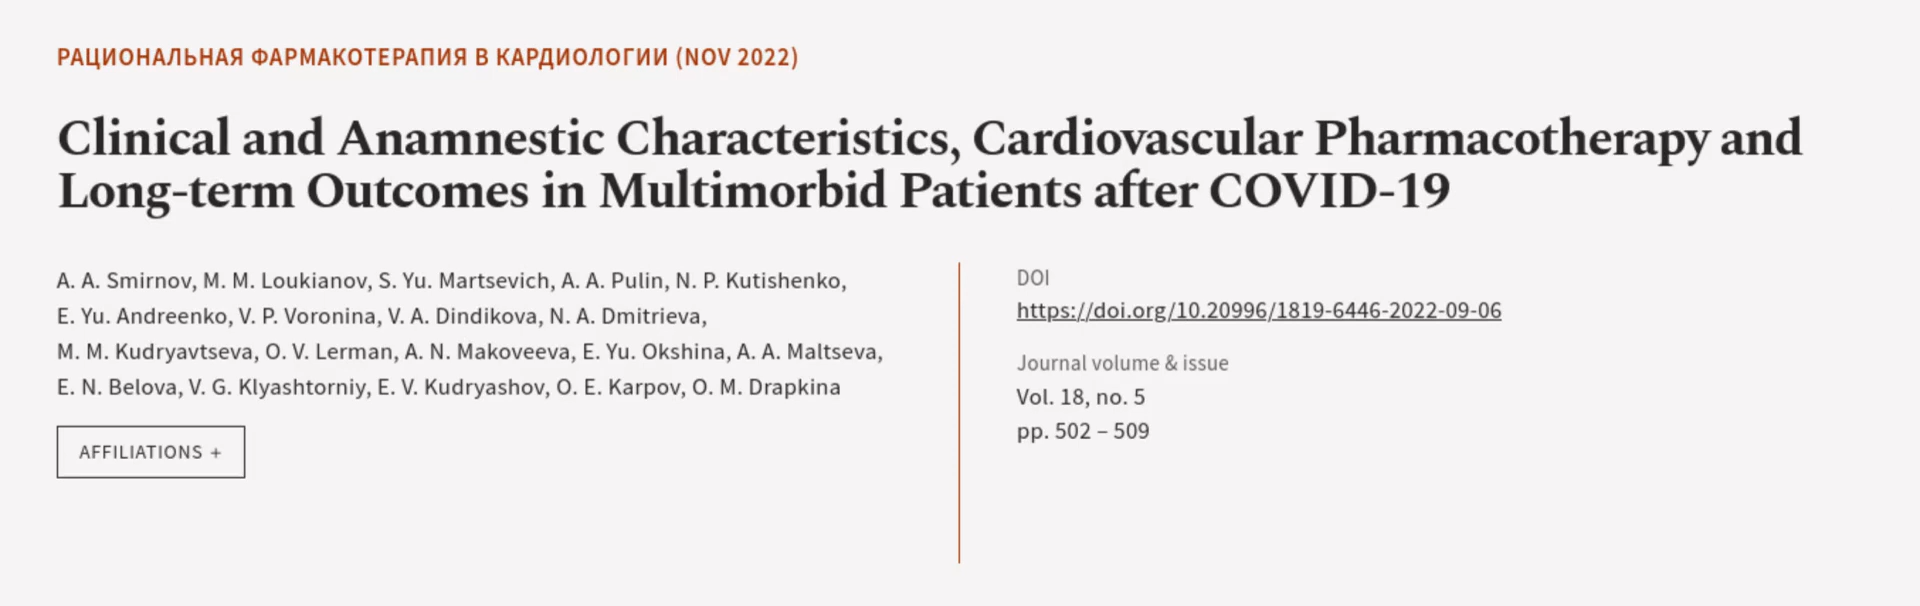 РАЦИОНАЛЬНАЯ ФАРМАКОТЕРАПИЯ В КАРДИОЛОГИИ (NOV 2022)
Clinical and Anamnestic Characteristics, Cardiovascular Pharmacotherapy and
Long-term Outcomes in Multimorbid Patients after COVID-19
A. A. Smirnov, M. M. Loukianov, S. Yu. Martsevich, A. A. Pulin, N. P. Kutishenko,
E. Yu. Andreenko, V. P. Voronina, V. A. Dindikova, N. A. Dmitrieva,
M. M. Kudryavtseva, O. V. Lerman, A. N. Makoveeva, E. Yu. Okshina, A. A. Maltseva,
E. N. Belova, V. G. Klyashtorniy, E. V. Kudryashov, O. E. Karpov, O. M. Drapkina
AFFILIATIONS +
DOI
https://doi.org/10.20996/1819-6446-2022-09-06
Journal volume & issue
Vol. 18, no. 5
pp. 502 – 509